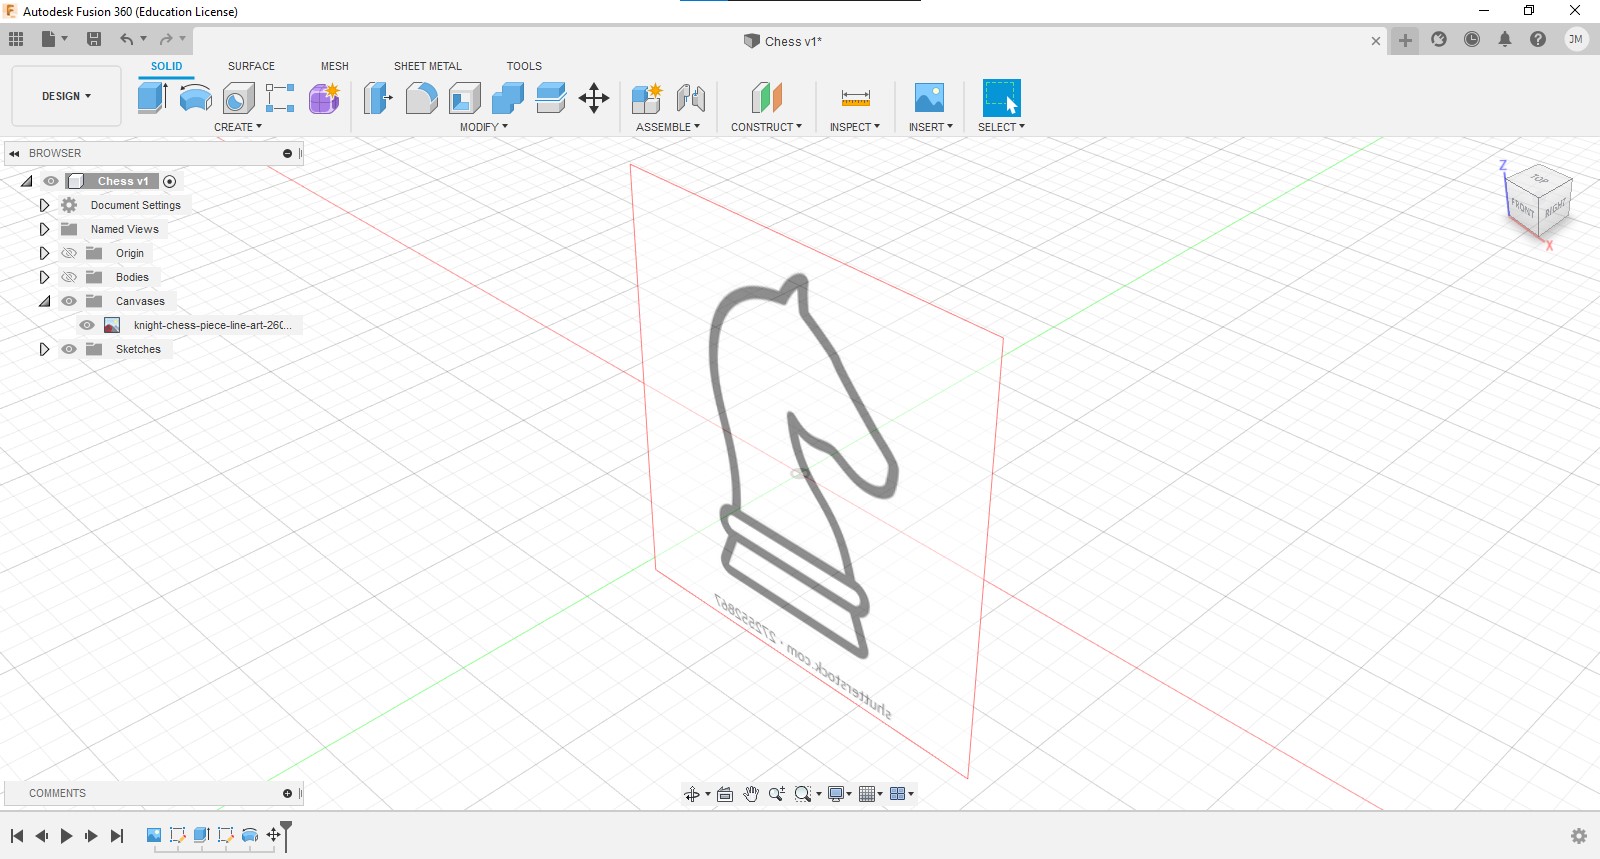 Autodesk Fusion 360 (Education License)
Chess v1*
JM
DESIGN
SOLID
SURFACE
MESH
SHEET METAL
TOOLS
CREATE
MODIFY
ASSEMBLE
CONSTRUCT
INSPECT
INSERT
SELECT
BROWSER
Chess v1
Document Settings
Named Views
Origin
Bodies
Canvases
knight-chess-piece-line-art-260...
Sketches
Z
TOP
FRONT
RIGHT
X
shutterstock.com · 272552867
COMMENTS